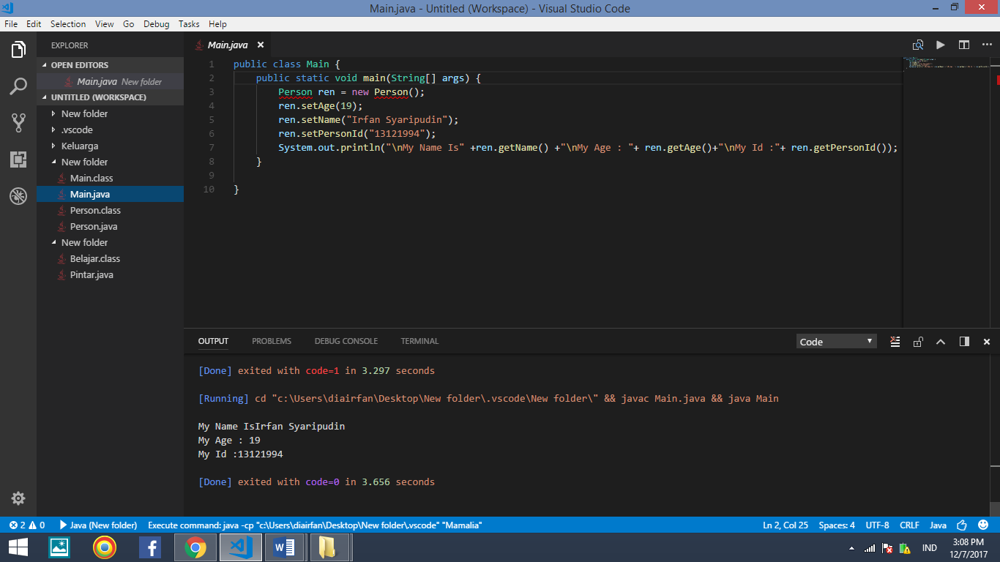 Main.java - Untitled (Workspace) - Visual Studio Code
File Edit Selection View Go Debug Tasks Help
EXPLORER
OPEN EDITORS
Main.java New folder
UNTITLED (WORKSPACE)
New folder
.vscode
Keluarga
New folder
Main.class
Main.java
Person.class
Person.java
New folder
Belajar.class
Pintar.java
Main.java
1 public class Main {
2 public static void main(String[] args) {
3 Person ren = new Person();
4 ren.setAge(19);
5 ren.setName("Irfan Syaripudin");
6 ren.setPersonId("13121994");
7 System.out.println("\nMy Name Is" +ren.getName() +"\nMy Age : "+ ren.getAge()+"\nMy Id :"+ ren.getPersonId());
8 }
9
10 }
OUTPUT PROBLEMS DEBUG CONSOLE TERMINAL
Code
[Done] exited with code=1 in 3.297 seconds
[Running] cd "c:\Users\diairfan\Desktop\New folder\.vscode\New folder\" && javac Main.java && java Main
My Name IsIrfan Syaripudin
My Age : 19
My Id :13121994
[Done] exited with code=0 in 3.656 seconds
2 0 Java (New folder) Execute command: java -cp "c:\Users\diairfan\Desktop\New folder\.vscode" "Mamalia" Ln 2, Col 25 Spaces: 4 UTF-8 CRLF Java
IND
3:08 PM
12/7/2017